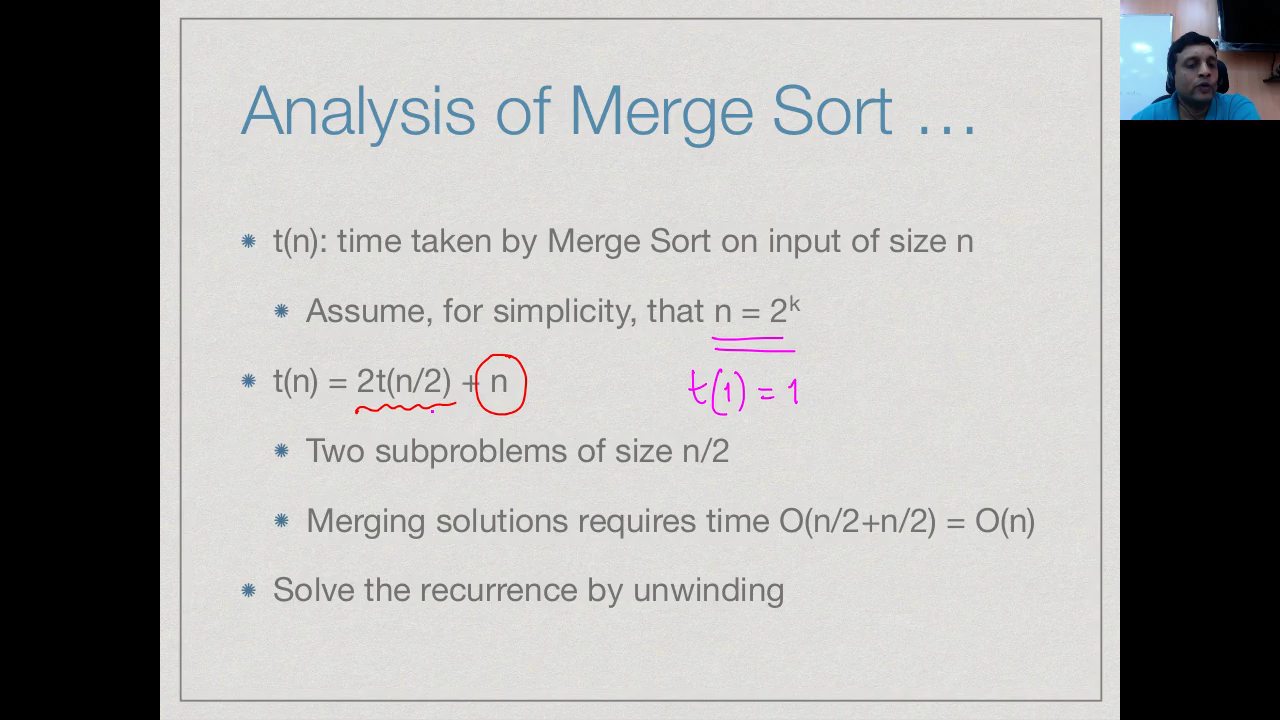 Analysis of Merge Sort …
t(n): time taken by Merge Sort on input of size n
Assume, for simplicity, that n = 2ᵏ
t(n) = 2t(n/2) + n
t(1) = 1
Two subproblems of size n/2
Merging solutions requires time O(n/2+n/2) = O(n)
Solve the recurrence by unwinding